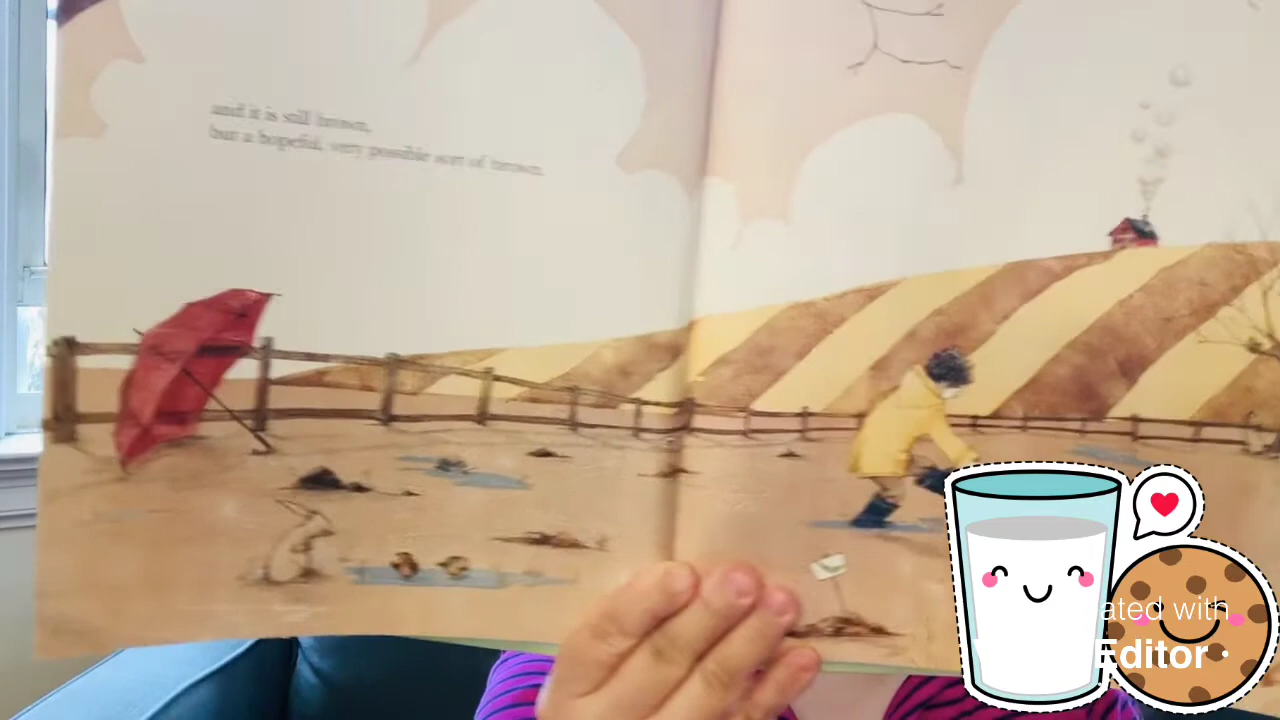 and it is still brown,
but a hopeful, very possible sort of brown.
ated with
Editor •